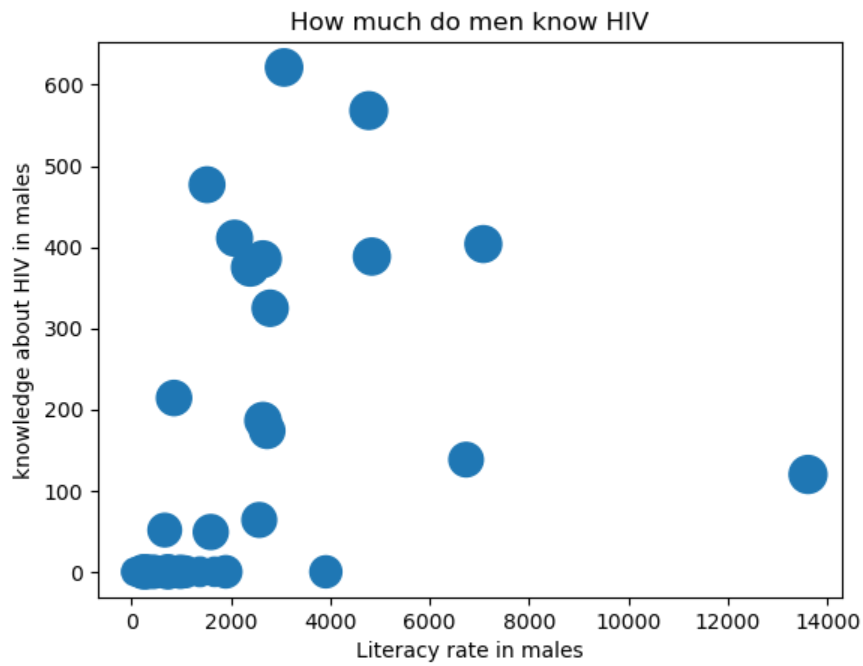 How much do men know HIV
600
500
400
300
200
100
0
knowledge about HIV in males
0 2000 4000 6000 8000 10000 12000 14000
Literacy rate in males